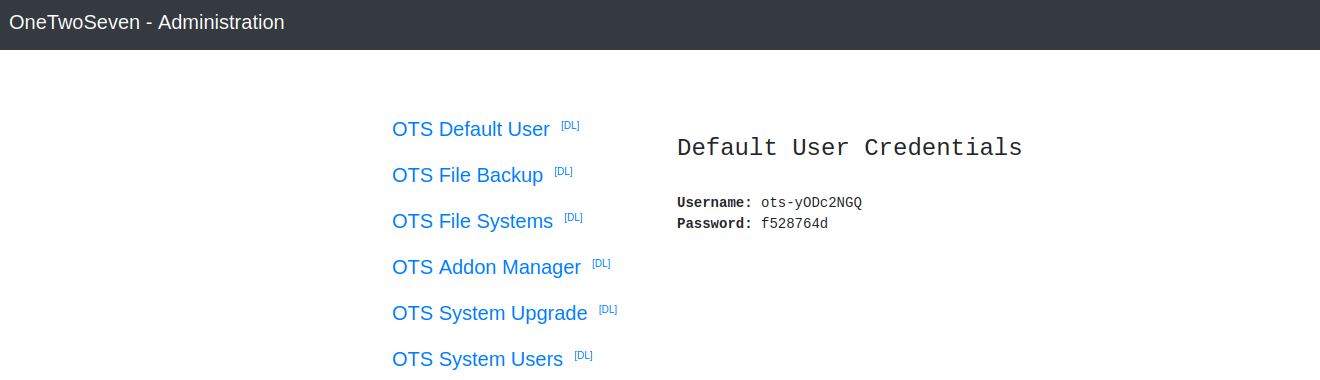 OneTwoSeven - Administration
OTS Default User [DL]
OTS File Backup [DL]
OTS File Systems [DL]
OTS Addon Manager [DL]
OTS System Upgrade [DL]
OTS System Users [DL]
Default User Credentials
Username: ots-yODc2NGQ
Password: f528764d